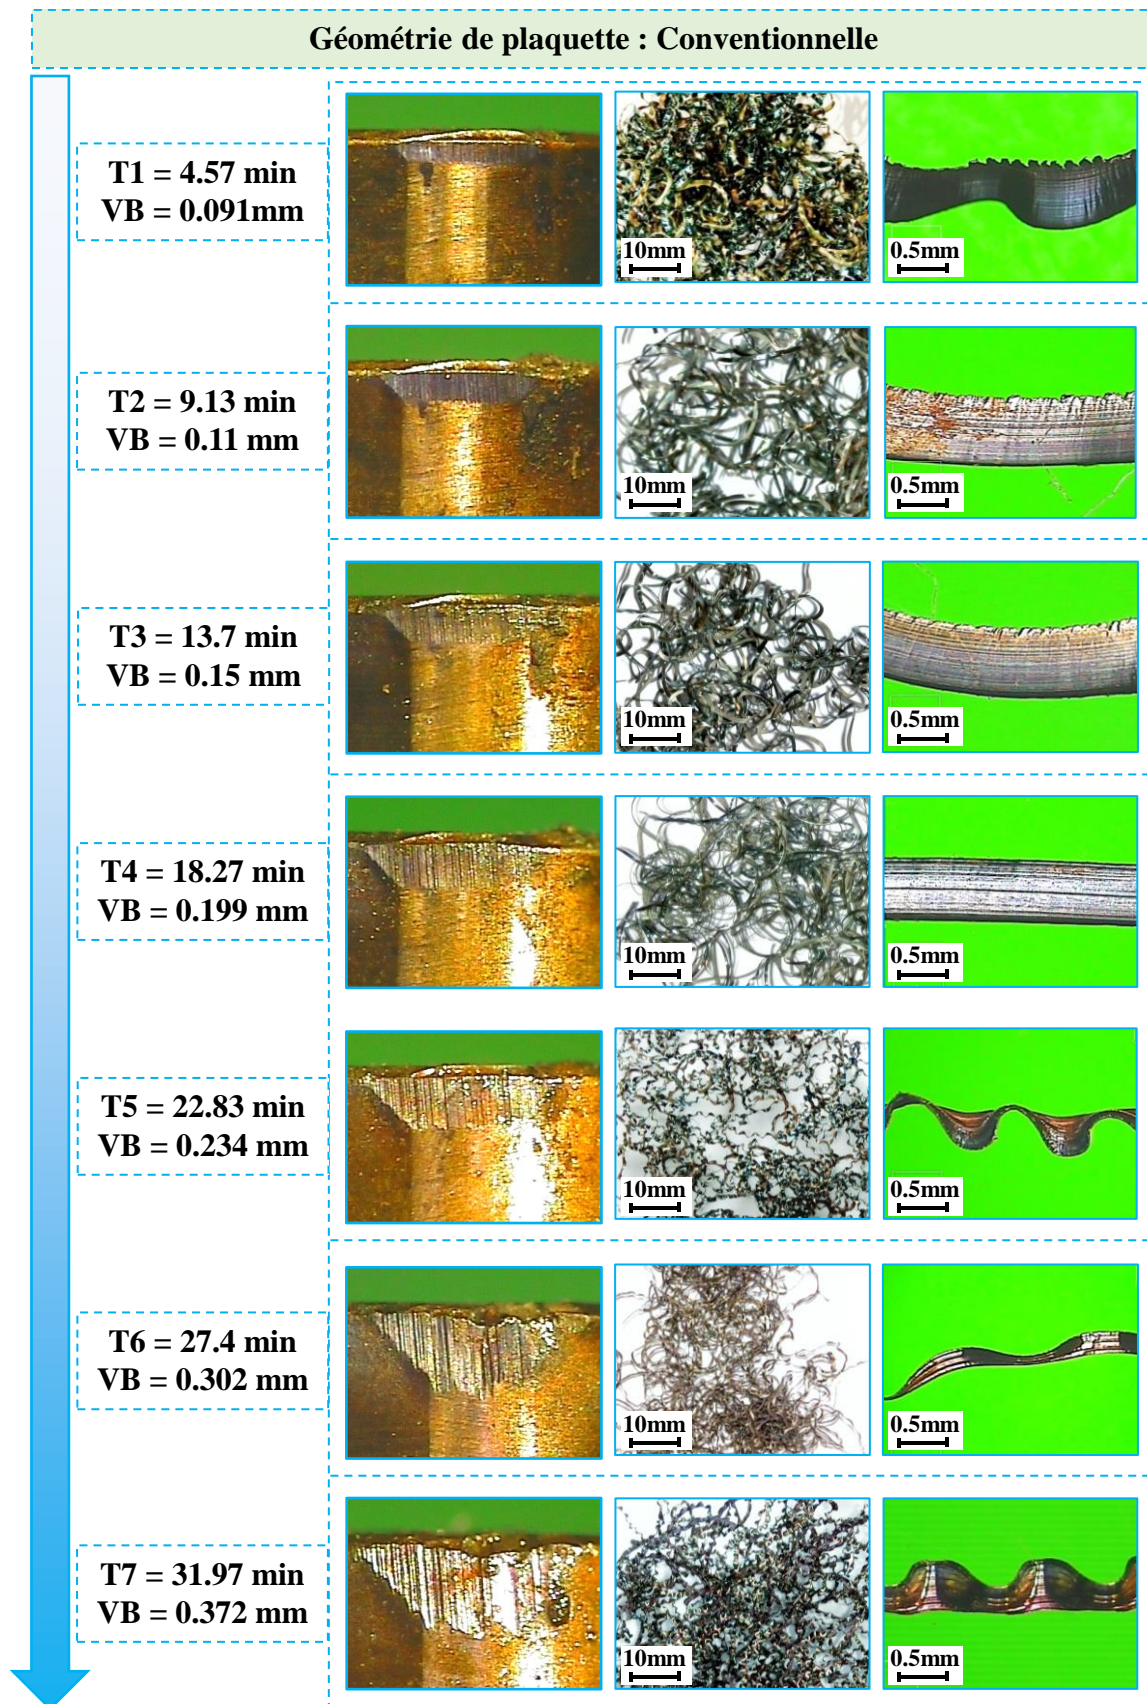 Géométrie de plaquette : Conventionnelle
T1 = 4.57 min
VB = 0.091mm
10mm
0.5mm
T2 = 9.13 min
VB = 0.11 mm
10mm
0.5mm
T3 = 13.7 min
VB = 0.15 mm
10mm
0.5mm
T4 = 18.27 min
VB = 0.199 mm
10mm
0.5mm
T5 = 22.83 min
VB = 0.234 mm
10mm
0.5mm
T6 = 27.4 min
VB = 0.302 mm
10mm
0.5mm
T7 = 31.97 min
VB = 0.372 mm
10mm
0.5mm